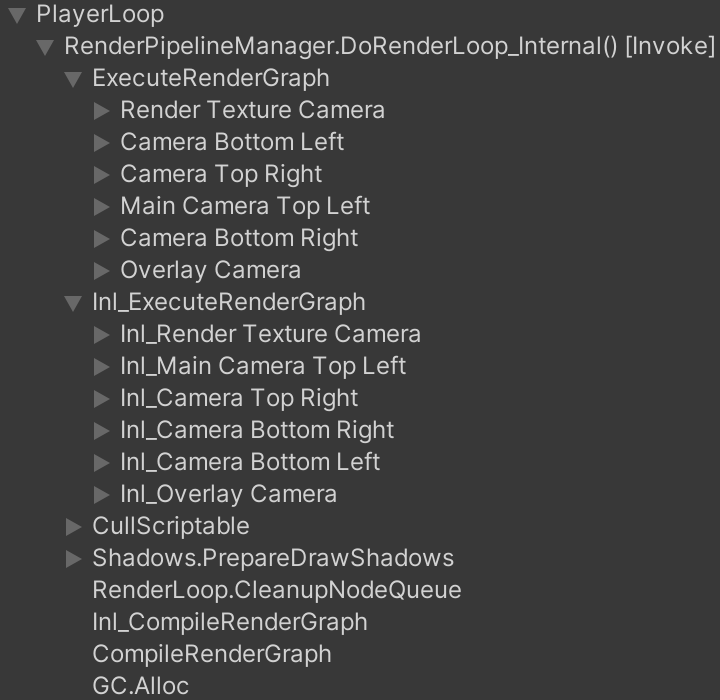 PlayerLoop
RenderPipelineManager.DoRenderLoop_Internal() [Invoke]
ExecuteRenderGraph
Render Texture Camera
Camera Bottom Left
Camera Top Right
Main Camera Top Left
Camera Bottom Right
Overlay Camera
Inl_ExecuteRenderGraph
Inl_Render Texture Camera
Inl_Main Camera Top Left
Inl_Camera Top Right
Inl_Camera Bottom Right
Inl_Camera Bottom Left
Inl_Overlay Camera
CullScriptable
Shadows.PrepareDrawShadows
RenderLoop.CleanupNodeQueue
Inl_CompileRenderGraph
CompileRenderGraph
GC.Alloc